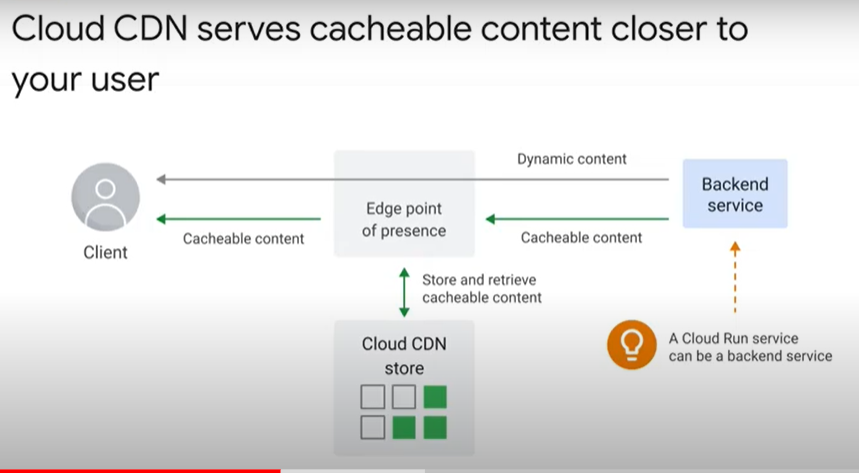 Cloud CDN serves cacheable content closer to
your user
Dynamic content
Backend
service
Edge point
of presence
Client
Cacheable content
Cacheable content
Store and retrieve
cacheable content
Cloud CDN
store
A Cloud Run service
can be a backend service